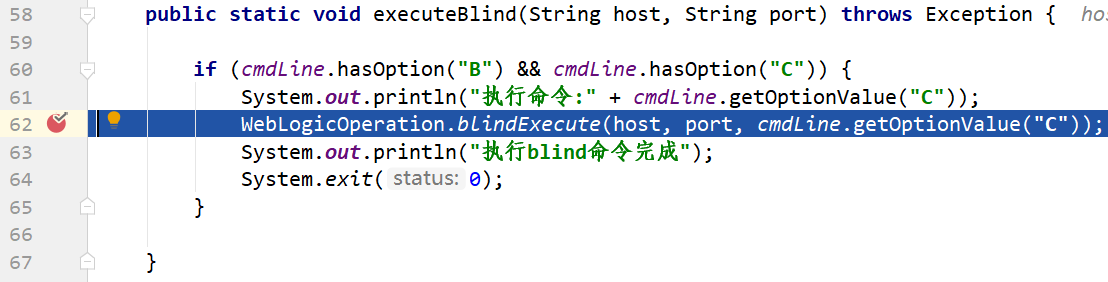 58 public static void executeBlind(String host, String port) throws Exception {
59
60 if (cmdLine.hasOption("B") && cmdLine.hasOption("C")) {
61 System.out.println("执行命令:" + cmdLine.getOptionValue("C"));
62 WebLogicOperation.blindExecute(host, port, cmdLine.getOptionValue("C"));
63 System.out.println("执行blind命令完成");
64 System.exit( status: 0);
65 }
66
67 }